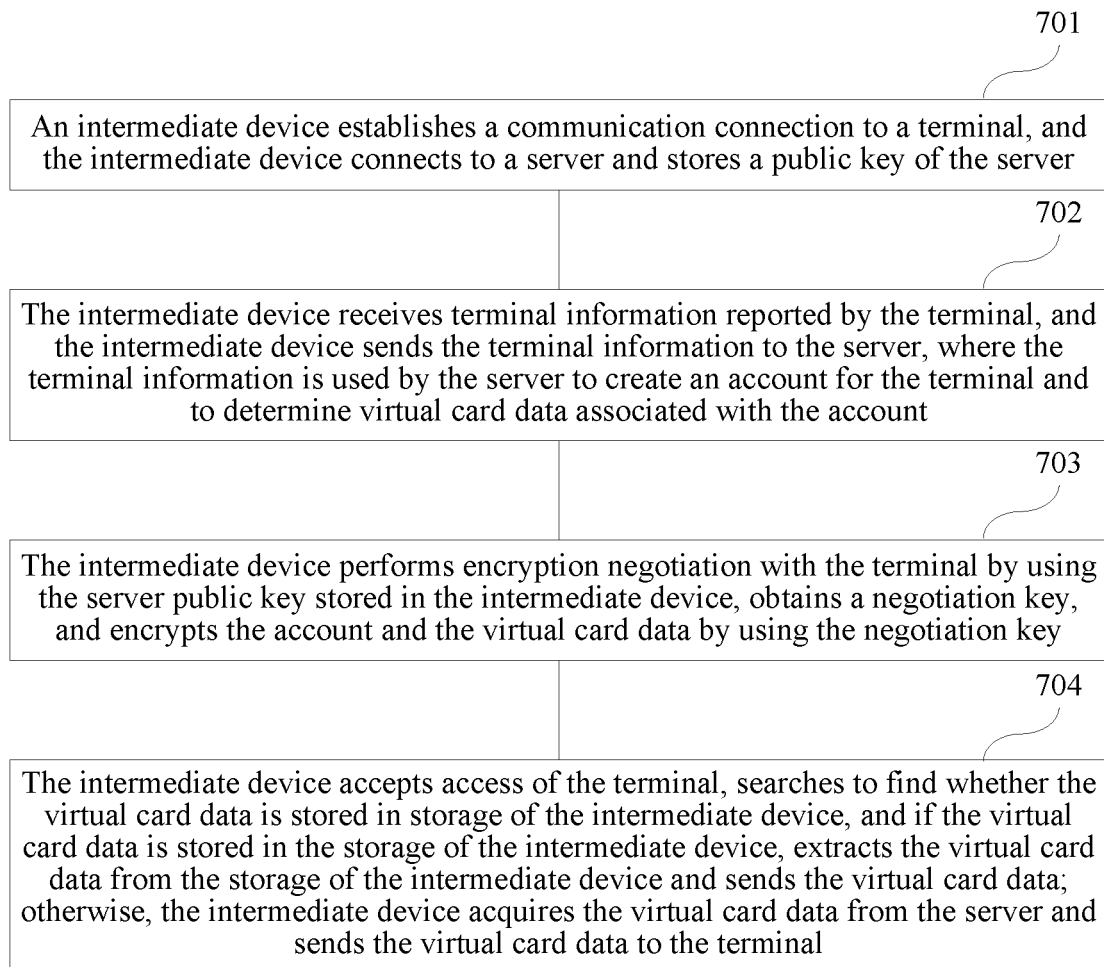 701
An intermediate device establishes a communication connection to a terminal, and
the intermediate device connects to a server and stores a public key of the server
702
The intermediate device receives terminal information reported by the terminal, and
the intermediate device sends the terminal information to the server, where the
terminal information is used by the server to create an account for the terminal and
to determine virtual card data associated with the account
703
The intermediate device performs encryption negotiation with the terminal by using
the server public key stored in the intermediate device, obtains a negotiation key,
and encrypts the account and the virtual card data by using the negotiation key
704
The intermediate device accepts access of the terminal, searches to find whether the
virtual card data is stored in storage of the intermediate device, and if the virtual
card data is stored in the storage of the intermediate device, extracts the virtual card
data from the storage of the intermediate device and sends the virtual card data;
otherwise, the intermediate device acquires the virtual card data from the server and
sends the virtual card data to the terminal